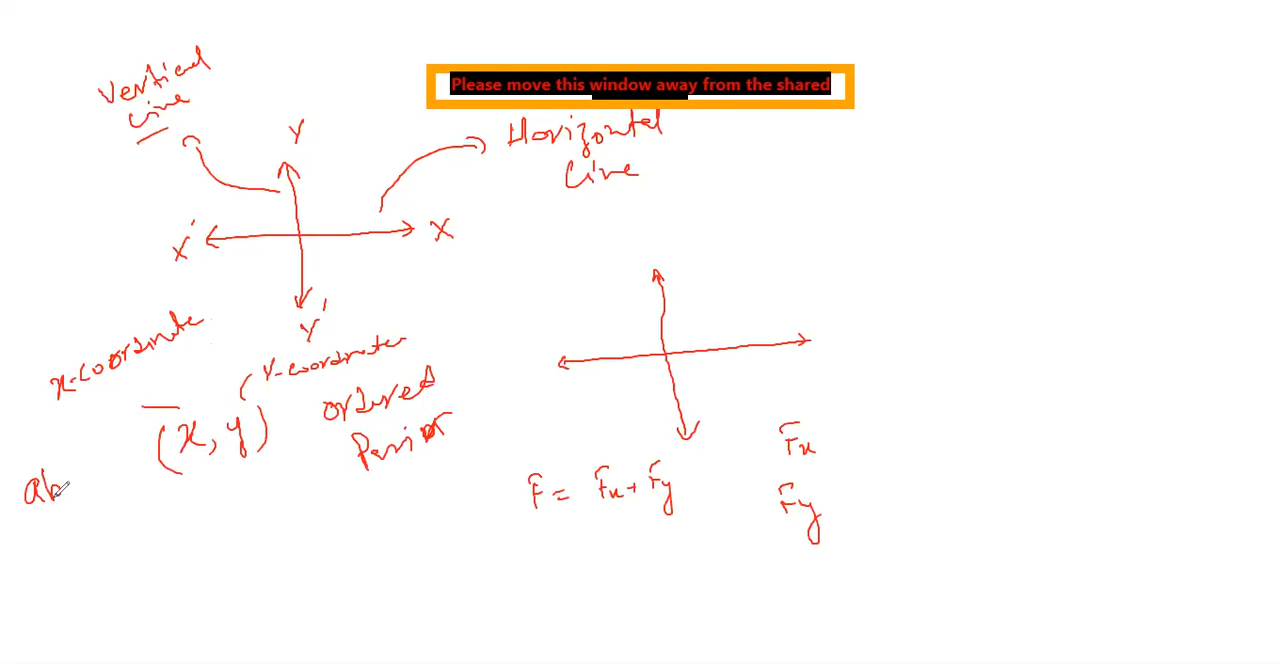 Please move this window away from the shared
Vertical
Line
Y
Horizontal
Line
X'
X
Y'
x-coordinate
Y-coordinate
(x, y)
ordered
Pair
ab
F = Fx + Fy
Fx
Fy